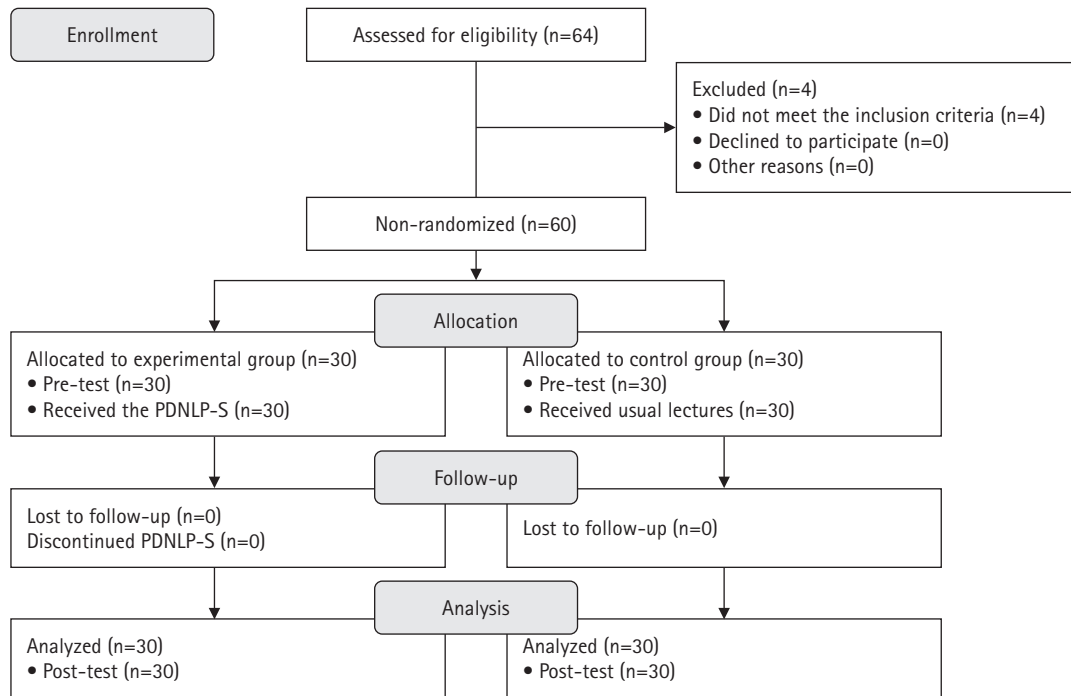 Enrollment
Assessed for eligibility (n=64)
Excluded (n=4)
• Did not meet the inclusion criteria (n=4)
• Declined to participate (n=0)
• Other reasons (n=0)
Non-randomized (n=60)
Allocation
Allocated to experimental group (n=30)
• Pre-test (n=30)
• Received the PDNLP-S (n=30)
Allocated to control group (n=30)
• Pre-test (n=30)
• Received usual lectures (n=30)
Follow-up
Lost to follow-up (n=0)
Discontinued PDNLP-S (n=0)
Lost to follow-up (n=0)
Analysis
Analyzed (n=30)
• Post-test (n=30)
Analyzed (n=30)
• Post-test (n=30)